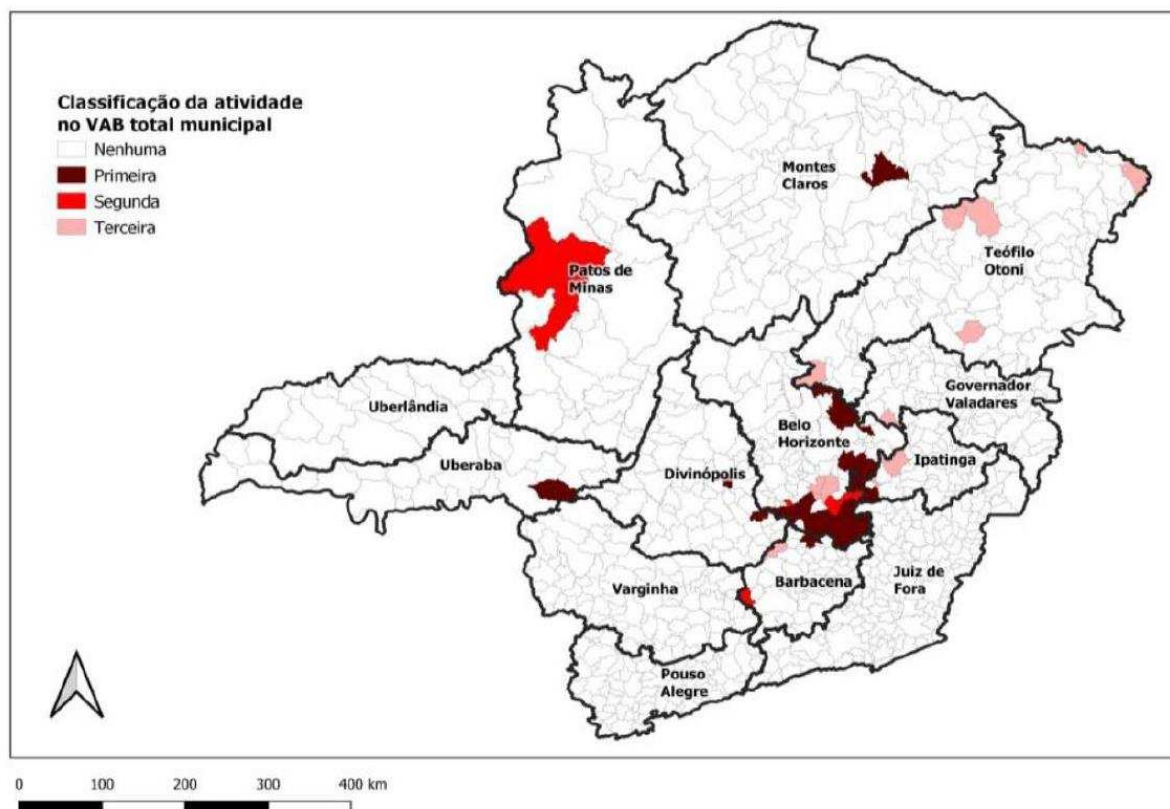 Classificação da atividade
no VAB total municipal
Nenhuma
Primeira
Segunda
Terceira
Montes
Claros
Teófilo
Otoni
Patos de
Minas
Governador
Valadares
Uberlândia
Belo
Horizonte
Ipatinga
Uberaba
Divinópolis
Barbacena
Juiz de
Fora
Varginha
Pouso
Alegre
0 100 200 300 400 km